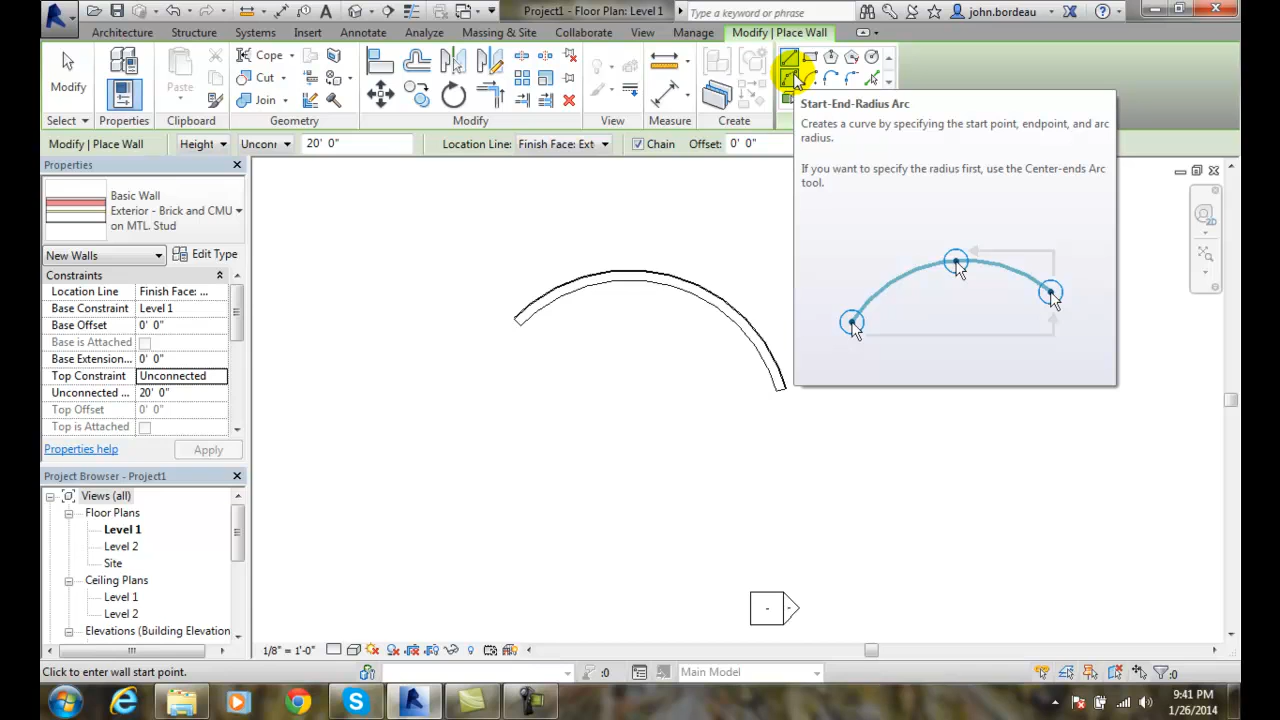 Project1 - Floor Plan: Level 1
Type a keyword or phrase
john.bordeau
Architecture Structure Systems Insert Annotate Analyze Massing & Site Collaborate View Manage Modify | Place Wall
Modify
Paste
Cope
Cut
Join
Select Properties Clipboard Geometry Modify View Measure Create
Modify | Place Wall Height Uncon 20' 0" Location Line: Finish Face: Ext Chain Offset: 0' 0"
Start-End-Radius Arc
Creates a curve by specifying the start point, endpoint, and arc
radius.
If you want to specify the radius first, use the Center-ends Arc
tool.
Properties
Basic Wall
Exterior - Brick and CMU
on MTL. Stud
New Walls Edit Type
Constraints
Location Line Finish Face: ...
Base Constraint Level 1
Base Offset 0' 0"
Base is Attached
Base Extension... 0' 0"
Top Constraint Unconnected
Unconnected ... 20' 0"
Top Offset 0' 0"
Top is Attached
Properties help Apply
Project Browser - Project1
Views (all)
Floor Plans
Level 1
Level 2
Site
Ceiling Plans
Level 1
Level 2
Elevations (Building Elevation
2D
1/8" = 1'-0"
Click to enter wall start point.
:0
Main Model
:0
9:41 PM
1/26/2014